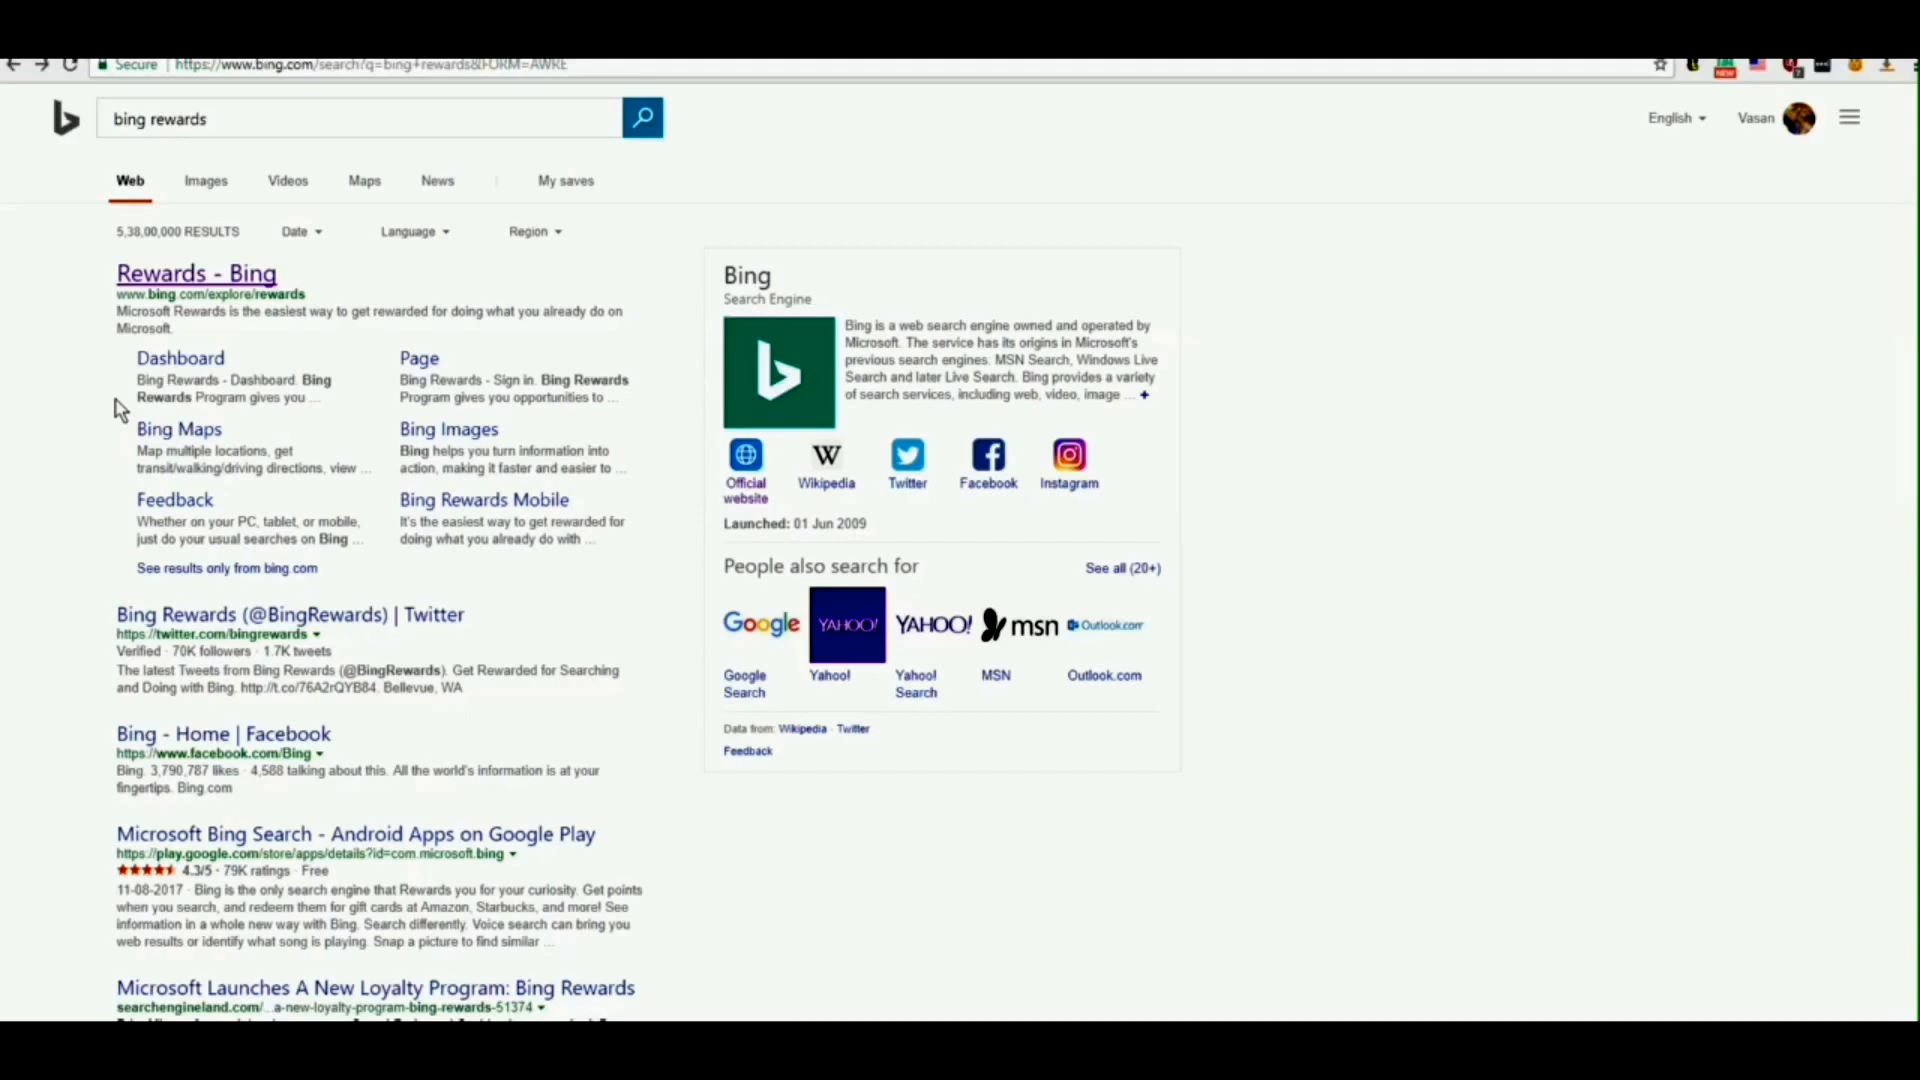 Secure | https://www.bing.com/search?q=bing+rewards&FORM=AWRE
NEW
7
bing rewards
English
Vasan
Web
Images
Videos
Maps
News
My saves
5,38,00,000 RESULTS
Date
Language
Region
Rewards - Bing
www.bing.com/explore/rewards
Microsoft Rewards is the easiest way to get rewarded for doing what you already do on
Microsoft.
Dashboard
Bing Rewards - Dashboard. Bing
Rewards Program gives you ...
Page
Bing Rewards - Sign in. Bing Rewards
Program gives you opportunities to ...
Bing Maps
Map multiple locations, get
transit/walking/driving directions, view ...
Bing Images
Bing helps you turn information into
action, making it faster and easier to ...
Feedback
Whether on your PC, tablet, or mobile,
just do your usual searches on Bing ...
Bing Rewards Mobile
It's the easiest way to get rewarded for
doing what you already do with ...
See results only from bing.com
Bing Rewards (@BingRewards) | Twitter
https://twitter.com/bingrewards
Verified · 70K followers · 1.7K tweets
The latest Tweets from Bing Rewards (@BingRewards). Get Rewarded for Searching
and Doing with Bing. http://t.co/76A2rQYB84. Bellevue, WA
Bing - Home | Facebook
https://www.facebook.com/Bing
Bing. 3,790,787 likes · 4,588 talking about this. All the world's information is at your
fingertips. Bing.com
Microsoft Bing Search - Android Apps on Google Play
https://play.google.com/store/apps/details?id=com.microsoft.bing
4.3/5 · 79K ratings · Free
11-08-2017 · Bing is the only search engine that Rewards you for your curiosity. Get points
when you search, and redeem them for gift cards at Amazon, Starbucks, and more! See
information in a whole new way with Bing. Search differently. Voice search can bring you
web results or identify what song is playing. Snap a picture to find similar ...
Microsoft Launches A New Loyalty Program: Bing Rewards
searchengineland.com/...a-new-loyalty-program-bing-rewards-51374
Bing
Search Engine
Bing is a web search engine owned and operated by
Microsoft. The service has its origins in Microsoft's
previous search engines: MSN Search, Windows Live
Search and later Live Search. Bing provides a variety
of search services, including web, video, image ... +
W
Official
website
Wikipedia
Twitter
Facebook
Instagram
Launched: 01 Jun 2009
People also search for
See all (20+)
Google
YAHOO!
YAHOO!
msn
Outlook.com
Google
Search
Yahoo!
Yahoo!
Search
MSN
Outlook.com
Data from: Wikipedia · Twitter
Feedback